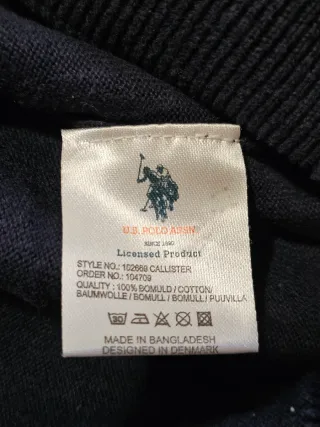 U.S. POLO ASSN.
SINCE 1890
Licensed Product
STYLE NO.: 102669 CALLISTER
ORDER NO.: 104709
QUALITY : 100% BOMULD / COTTON/
BAUMWOLLE / BOMULL / BOMULL/ PUUVILLA
30
MADE IN BANGLADESH
DESIGNED IN DENMARK